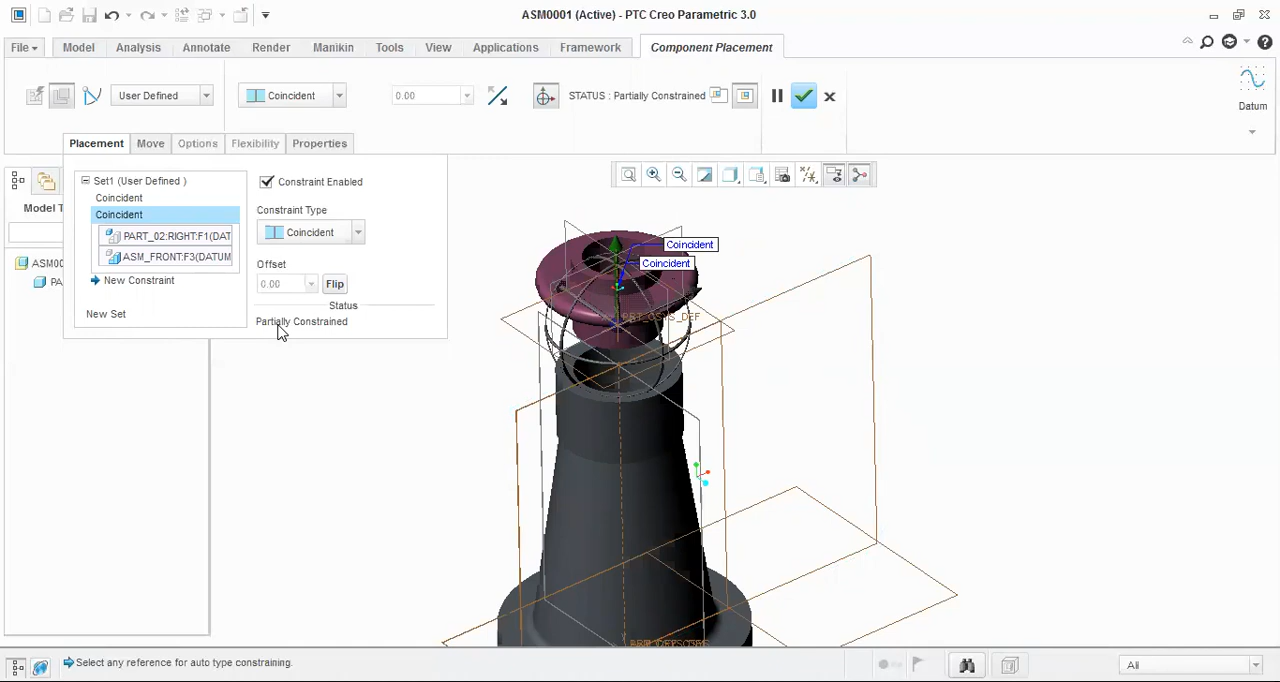 ASM0001 (Active) - PTC Creo Parametric 3.0
File Model Analysis Annotate Render Manikin Tools View Applications Framework Component Placement
User Defined Coincident 0.00 STATUS : Partially Constrained
Datum
Placement Move Options Flexibility Properties
Set1 (User Defined )
Coincident
Coincident
PART_02:RIGHT:F1(DAT
ASM_FRONT:F3(DATUM
New Constraint
New Set
Constraint Enabled
Constraint Type
Coincident
Offset
0.00 Flip
Status
Partially Constrained
Model T
ASM00
PA
Coincident
Coincident
Select any reference for auto type constraining.
All